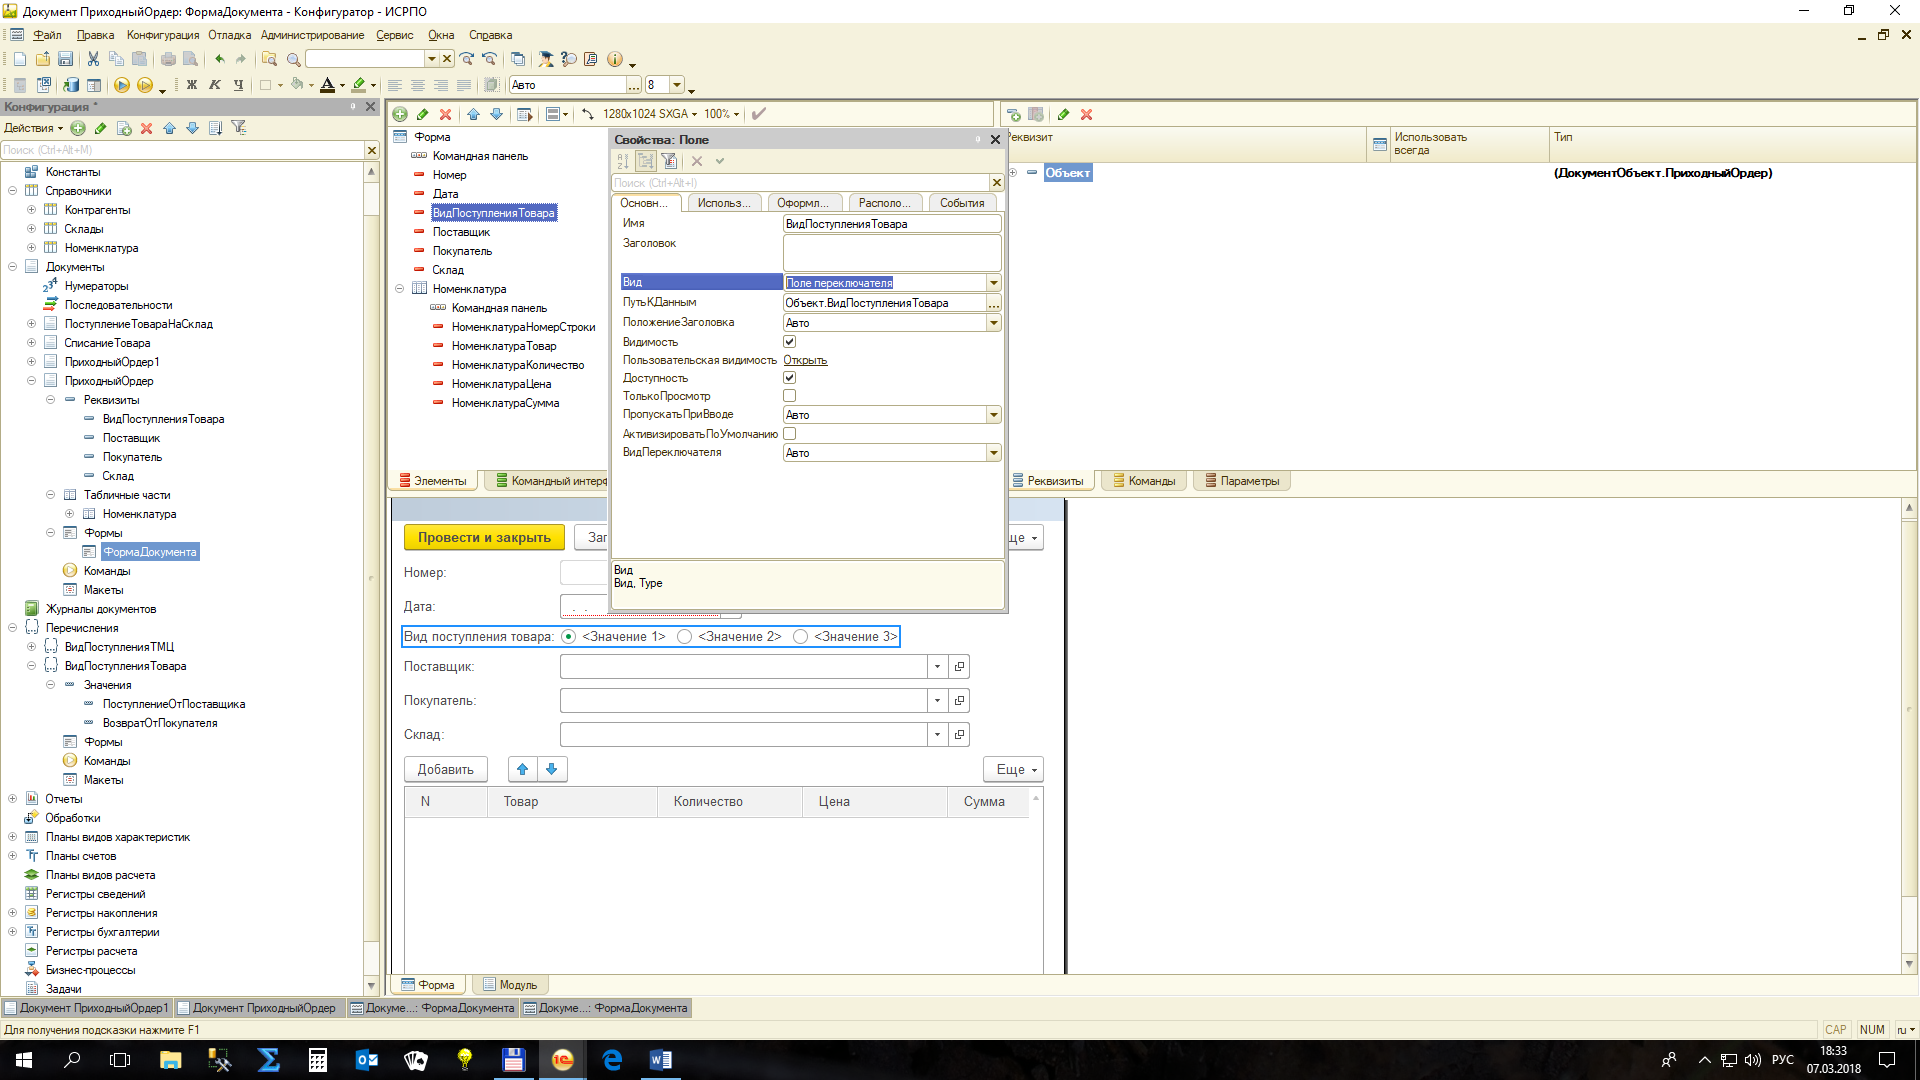 Документ ПриходныйОрдер: ФормаДокумента - Конфигуратор - ИСРПО
Файл Правка Конфигурация Отладка Администрирование Сервис Окна Справка
Ж К Ч A Авто 8
Конфигурация *
Действия
Поиск (Ctrl+Alt+M)
Константы
Справочники
Контрагенты
Склады
Номенклатура
Документы
Нумераторы
Последовательности
ПоступлениеТовараНаСклад
СписаниеТовара
ПриходныйОрдер1
ПриходныйОрдер
Реквизиты
ВидПоступленияТовара
Поставщик
Покупатель
Склад
Табличные части
Номенклатура
Формы
ФормаДокумента
Команды
Макеты
Журналы документов
Перечисления
ВидПоступленияТМЦ
ВидПоступленияТовара
Значения
ПоступлениеОтПоставщика
ВозвратОтПокупателя
Формы
Команды
Макеты
Отчеты
Обработки
Планы видов характеристик
Планы счетов
Планы видов расчета
Регистры сведений
Регистры накопления
Регистры бухгалтерии
Регистры расчета
Бизнес-процессы
Задачи
1280x1024 SXGA 100%
Форма
Командная панель
Номер
Дата
ВидПоступленияТовара
Поставщик
Покупатель
Склад
Номенклатура
Командная панель
НоменклатураНомерСтроки
НоменклатураТовар
НоменклатураКоличество
НоменклатураЦена
НоменклатураСумма
Элементы Командный интерф
Свойства: Поле
Поиск (Ctrl+Alt+I)
Основн... Использ... Оформл... Располо... События
Имя ВидПоступленияТовара
Заголовок
Вид Поле переключателя
ПутьКДанным Объект.ВидПоступленияТовара ...
ПоложениеЗаголовка Авто
Видимость
Пользовательская видимость Открыть
Доступность
ТолькоПросмотр
ПропускатьПриВводе Авто
АктивизироватьПоУмолчанию
ВидПереключателя Авто
Вид
Вид, Type
Реквизит Использовать всегда Тип
Объект (ДокументОбъект.ПриходныйОрдер)
Реквизиты Команды Параметры
Провести и закрыть Зап ще
Номер:
Дата: . .
Вид поступления товара: <Значение 1> <Значение 2> <Значение 3>
Поставщик:
Покупатель:
Склад:
Добавить Еще
N Товар Количество Цена Сумма
Форма Модуль
Документ ПриходныйОрдер1 Документ ПриходныйОрдер Докуме...: ФормаДокумента Докуме...: ФормаДокумента
Для получения подсказки нажмите F1 CAP NUM ru
РУС 18:33
07.03.2018